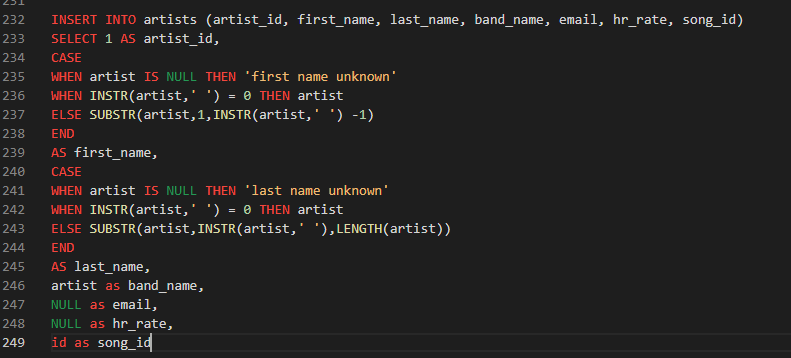 231
232 INSERT INTO artists (artist_id, first_name, last_name, band_name, email, hr_rate, song_id)
233 SELECT 1 AS artist_id,
234 CASE
235 WHEN artist IS NULL THEN 'first name unknown'
236 WHEN INSTR(artist,' ') = 0 THEN artist
237 ELSE SUBSTR(artist,1,INSTR(artist,' ') -1)
238 END
239 AS first_name,
240 CASE
241 WHEN artist IS NULL THEN 'last name unknown'
242 WHEN INSTR(artist,' ') = 0 THEN artist
243 ELSE SUBSTR(artist,INSTR(artist,' '),LENGTH(artist))
244 END
245 AS last_name,
246 artist as band_name,
247 NULL as email,
248 NULL as hr_rate,
249 id as song_id